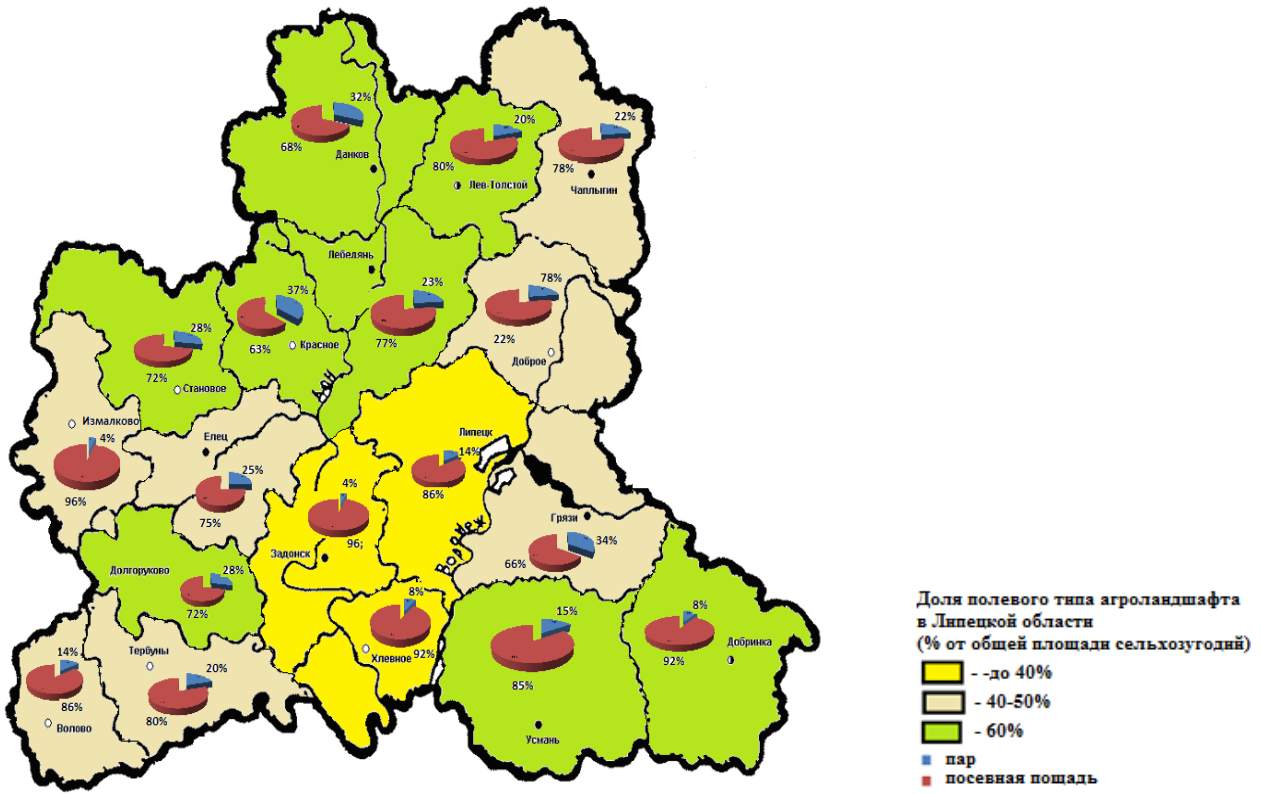 32%
68%
Данков
20%
80%
Лев-Толстой
22%
78%
Чаплыгин
Лебедянь
23%
77%
78%
22%
Доброе
37%
63%
Красное
28%
72%
Становое
Дон
Измалково
4%
96%
Елец
25%
75%
Липецк
14%
86%
4%
96;
Задонск
Воронеж
Грязи
34%
66%
Долгоруково
28%
72%
8%
92%
Хлевное
15%
85%
Усмань
8%
92%
Добринка
Тербуны
20%
80%
14%
86%
Волово
Доля полевого типа агроландшафта
в Липецкой области
(% от общей площади сельхозугодий)
- -до 40%
- 40-50%
- 60%
пар
посевная пощадь